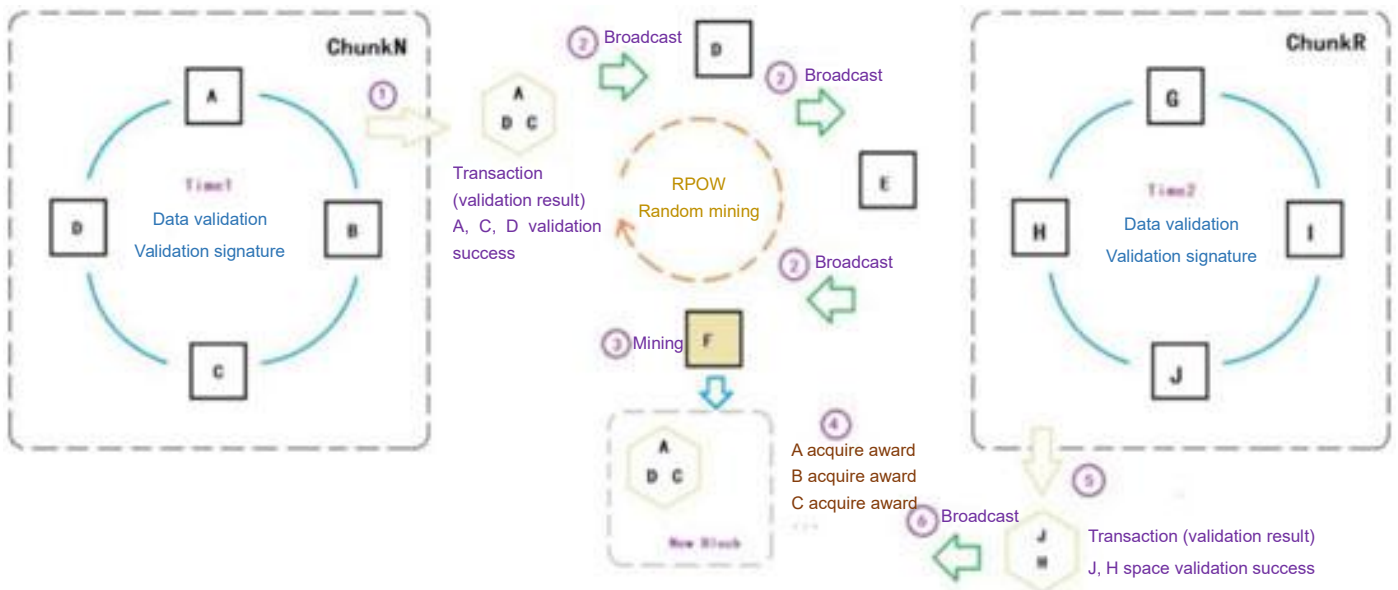 ChunkN
A
B
C
D
Time1
Data validation
Validation signature
1
A
D C
Transaction
(validation result)
A, C, D validation
success
2 Broadcast
D
2 Broadcast
E
RPOW
Random mining
2 Broadcast
3 Mining F
A
D C
New Block
4
A acquire award
B acquire award
C acquire award
...
ChunkR
G
H
I
J
Time2
Data validation
Validation signature
5
6 Broadcast
J
H
Transaction (validation result)
J, H space validation success